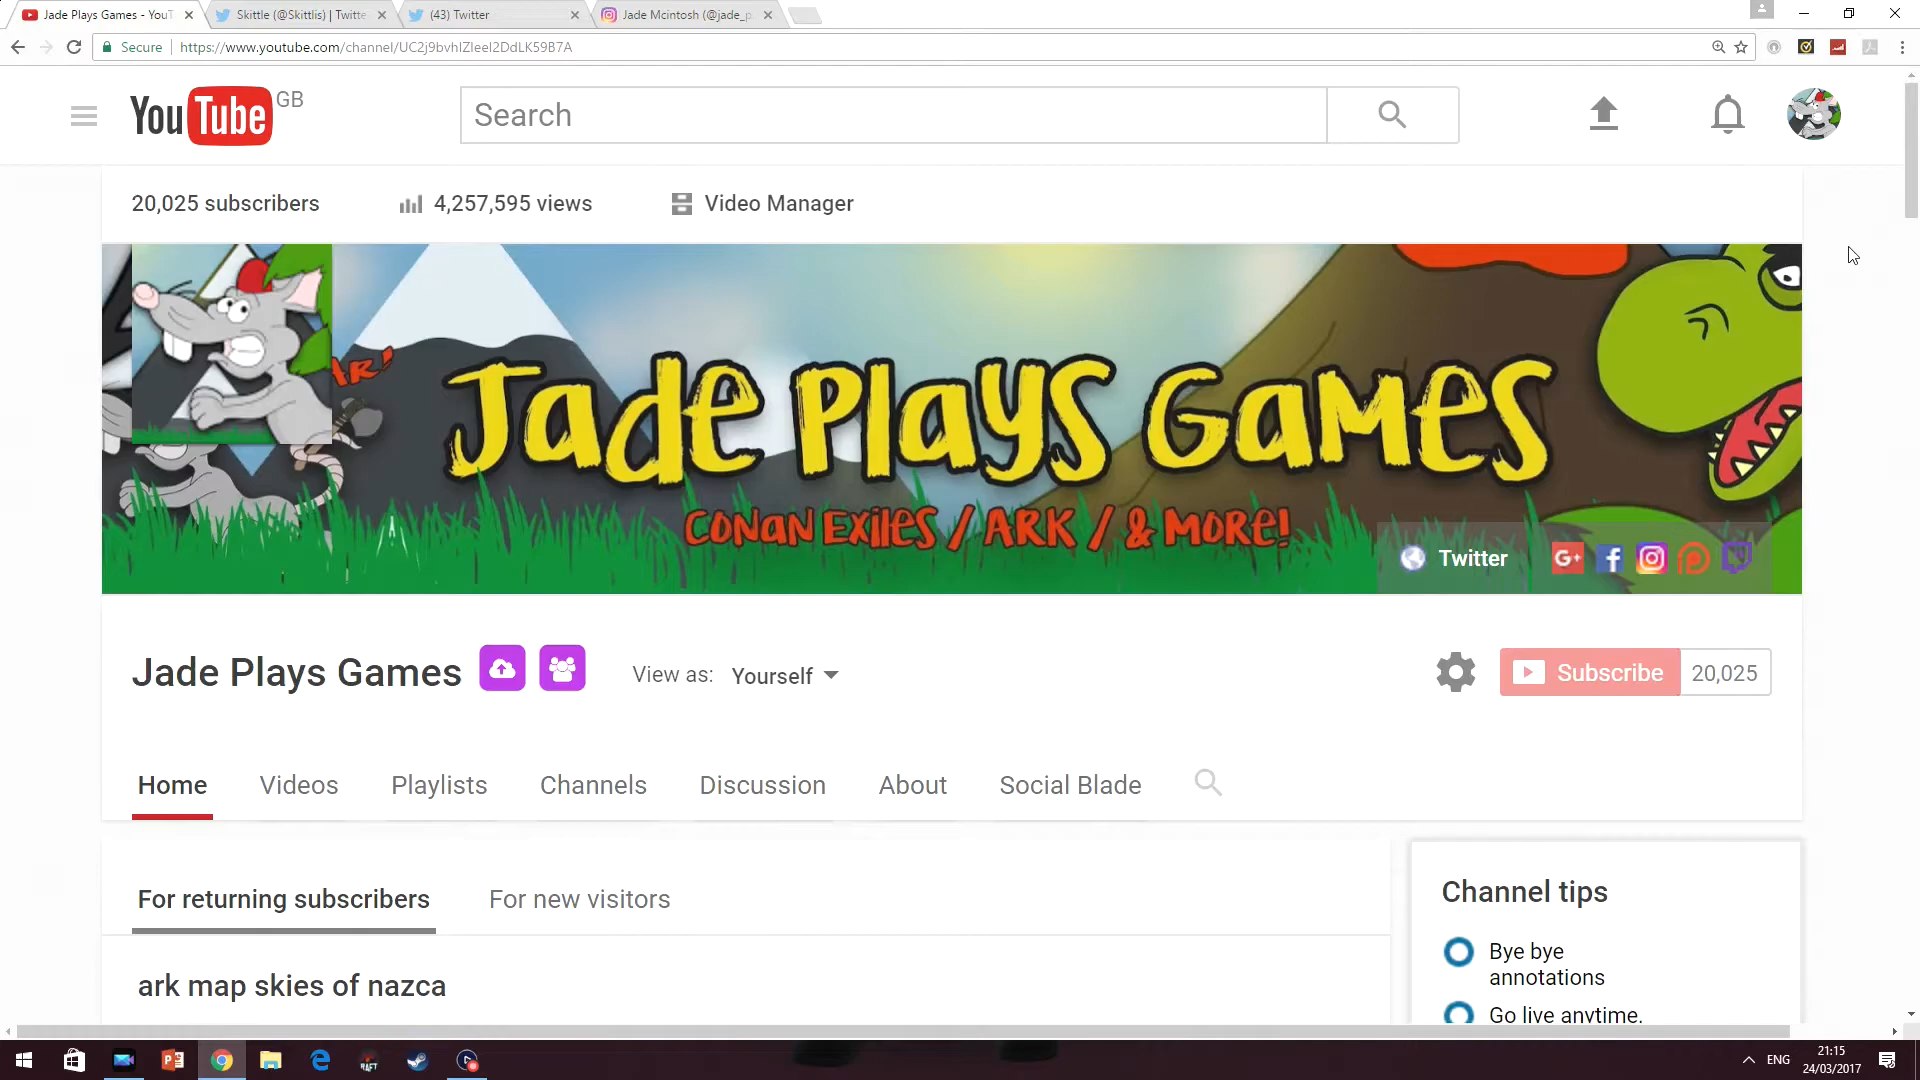 Jade Plays Games - YouT
Skittle (@Skittlis) | Twitte
(43) Twitter
Jade Mcintosh (@jade_p
Secure
https://www.youtube.com/channel/UC2j9bvhIZIeel2DdLK59B7A
YouTube GB
Search
20,025 subscribers
4,257,595 views
Video Manager
Jade Plays Games
CONAN EXILES / ARK / & MORE!
Twitter
G+
Jade Plays Games
View as:
Yourself
Subscribe
20,025
Home
Videos
Playlists
Channels
Discussion
About
Social Blade
For returning subscribers
For new visitors
Channel tips
Bye bye
annotations
Go live anytime.
ark map skies of nazca
RAFT
ENG
21:15
24/03/2017